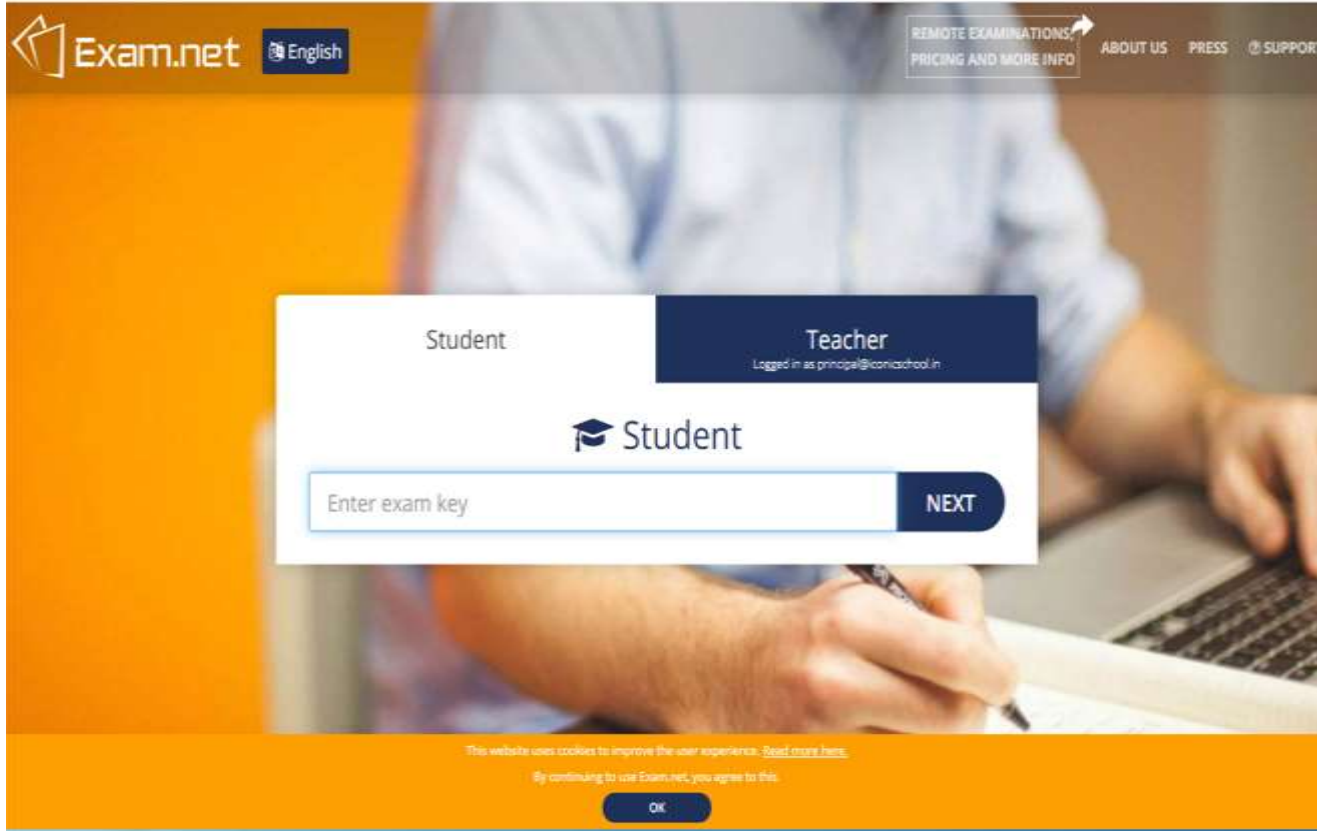 Exam.net
English
REMOTE EXAMINATIONS,
PRICING AND MORE INFO
ABOUT US
PRESS
SUPPORT
Student
Teacher
Logged in as principal@iconicschool.in
Student
Enter exam key
NEXT
This website uses cookies to improve the user experience. Read more here.
By continuing to use Exam.net, you agree to this.
OK